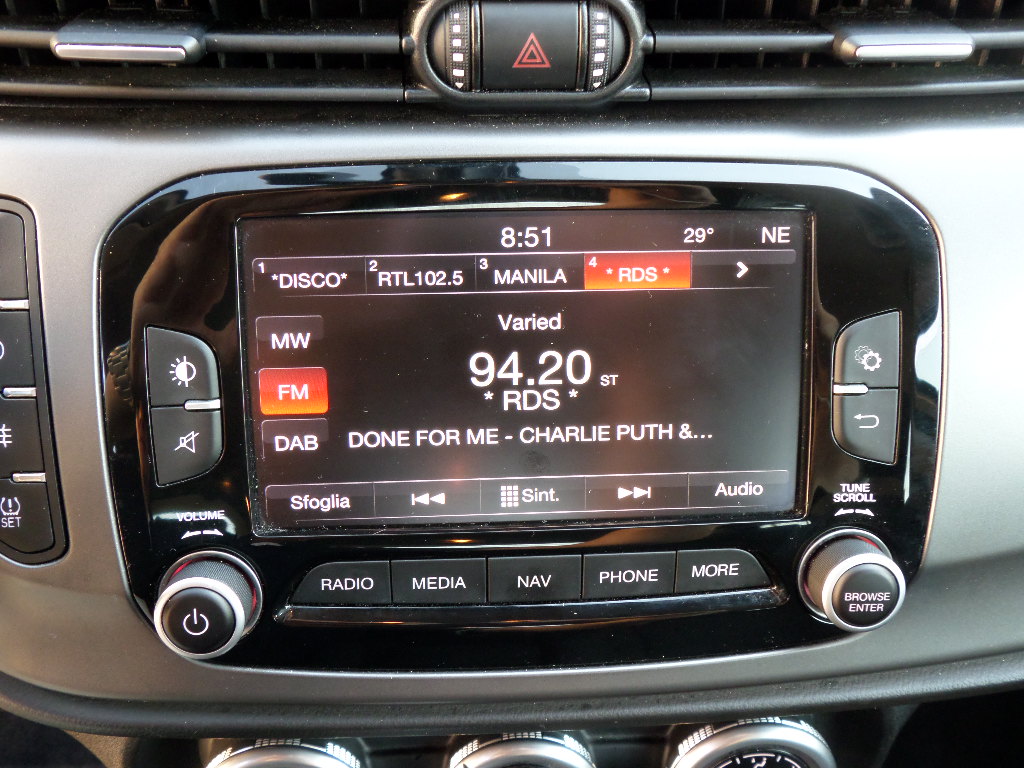 8:51 29° NE
1 *DISCO* 2 RTL102.5 3 MANILA 4 * RDS * >
Varied
MW
94.20 ST
FM
* RDS *
DAB
DONE FOR ME - CHARLIE PUTH &...
Sfoglia Sint. Audio
VOLUME
TUNE
SCROLL
SET
RADIO MEDIA NAV PHONE MORE
BROWSE
ENTER